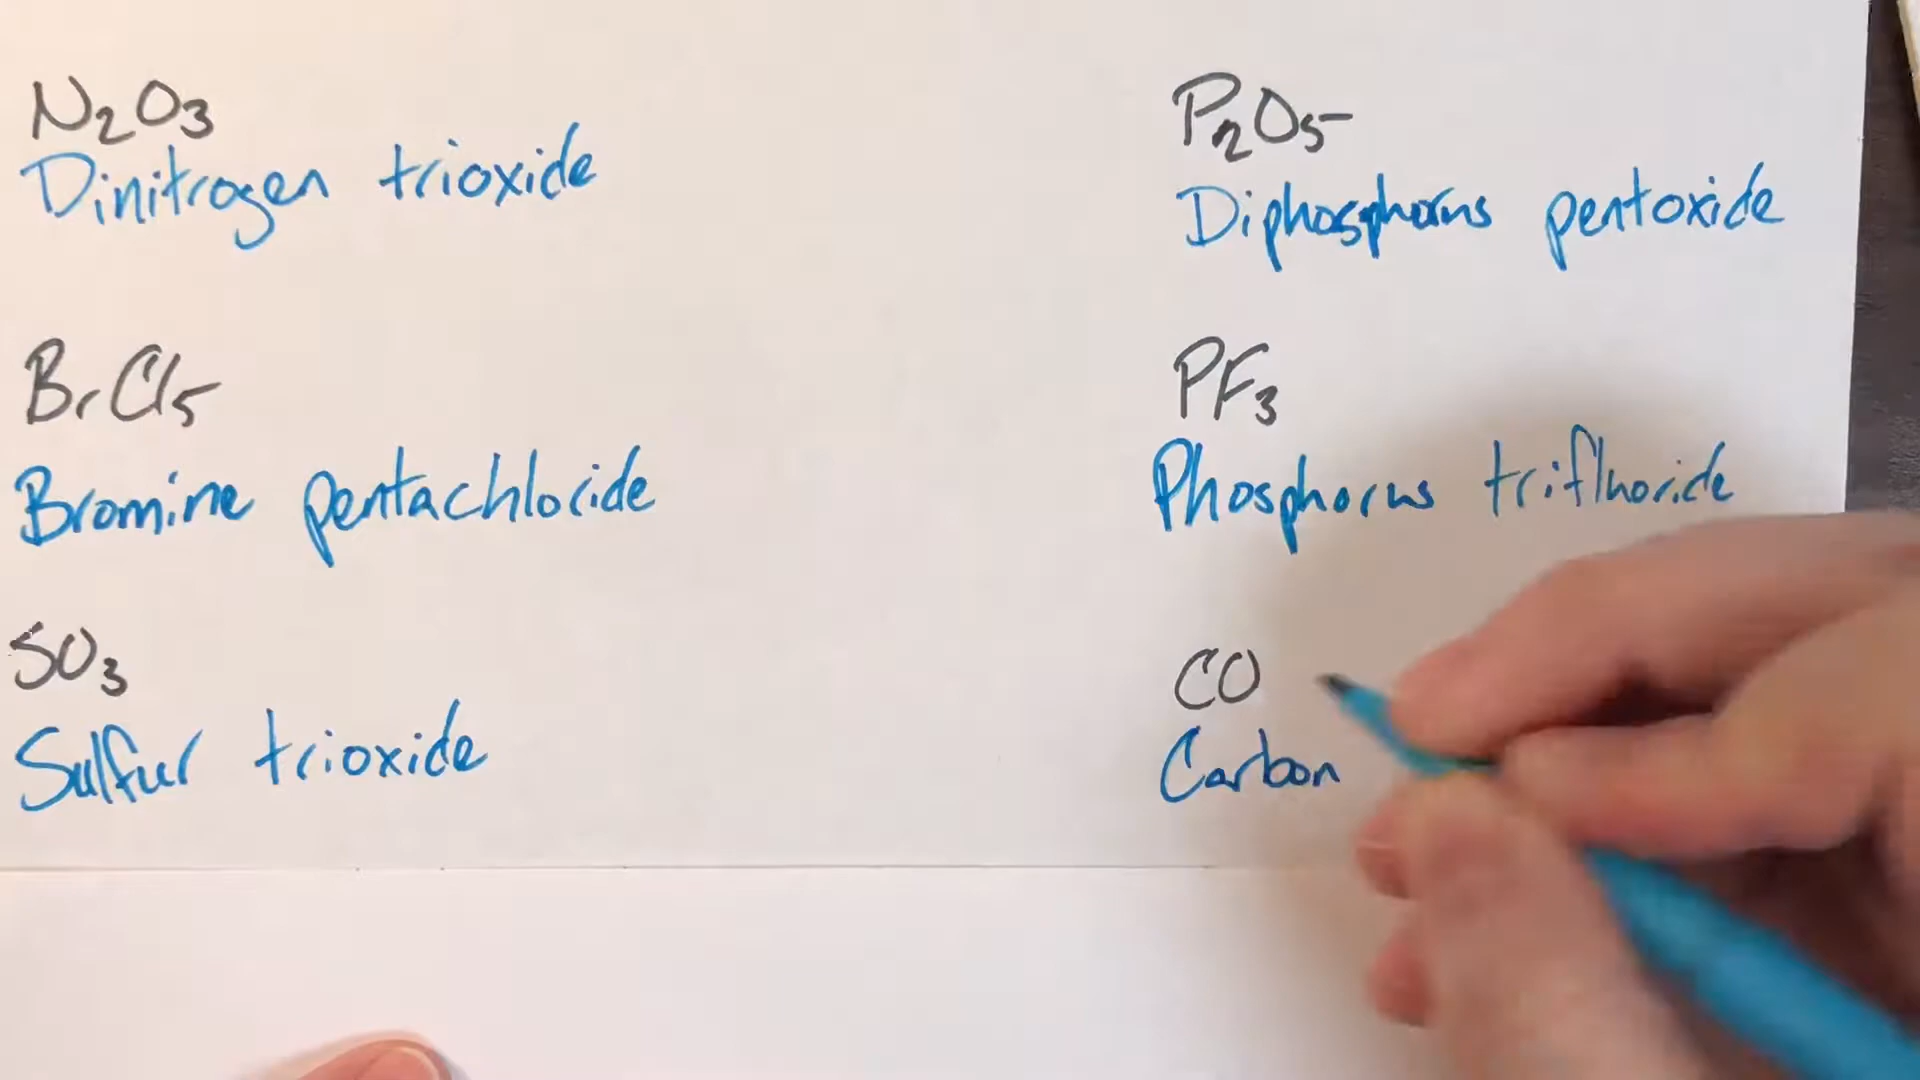 N₂O₃
Dinitrogen trioxide
BrCl₅
Bromine pentachloride
SO₃
Sulfur trioxide
P₂O₅
Diphosphorus pentoxide
PF₃
Phosphorus trifluoride
CO
Carbon